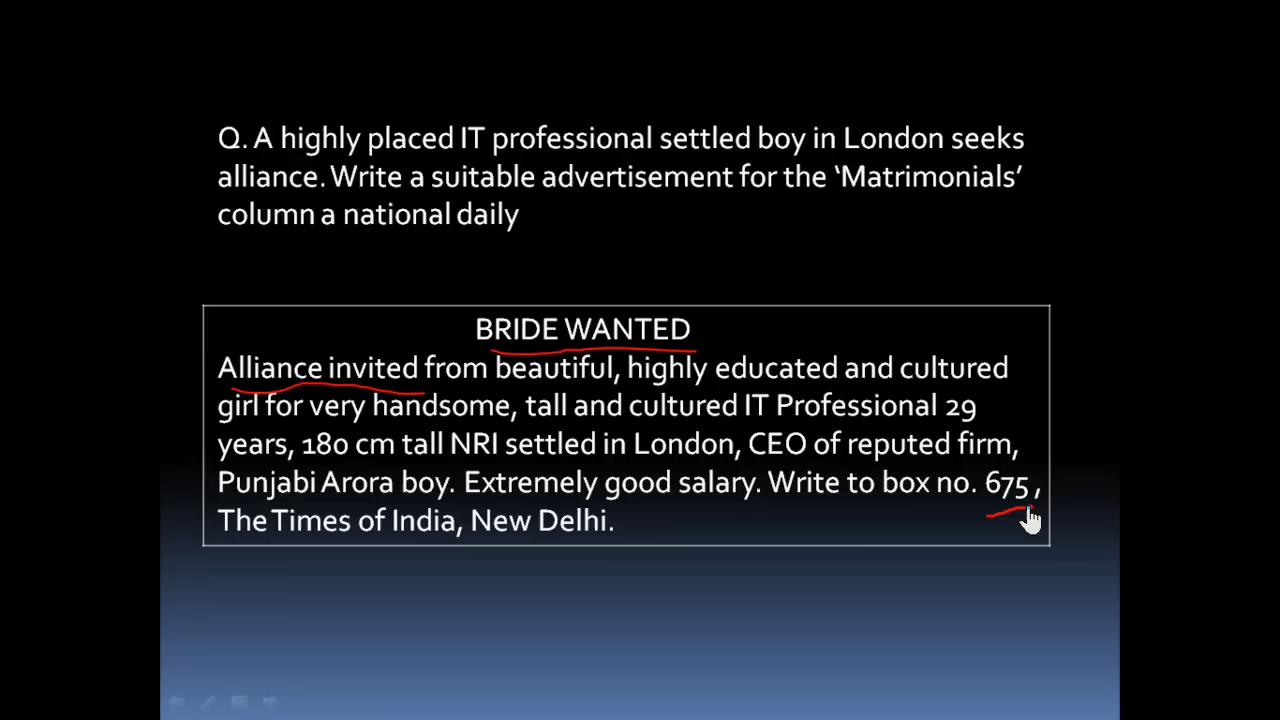 Q. A highly placed IT professional settled boy in London seeks
alliance. Write a suitable advertisement for the ‘Matrimonials’
column a national daily
BRIDE WANTED
Alliance invited from beautiful, highly educated and cultured
girl for very handsome, tall and cultured IT Professional 29
years, 180 cm tall NRI settled in London, CEO of reputed firm,
Punjabi Arora boy. Extremely good salary. Write to box no. 675 ,
The Times of India, New Delhi.